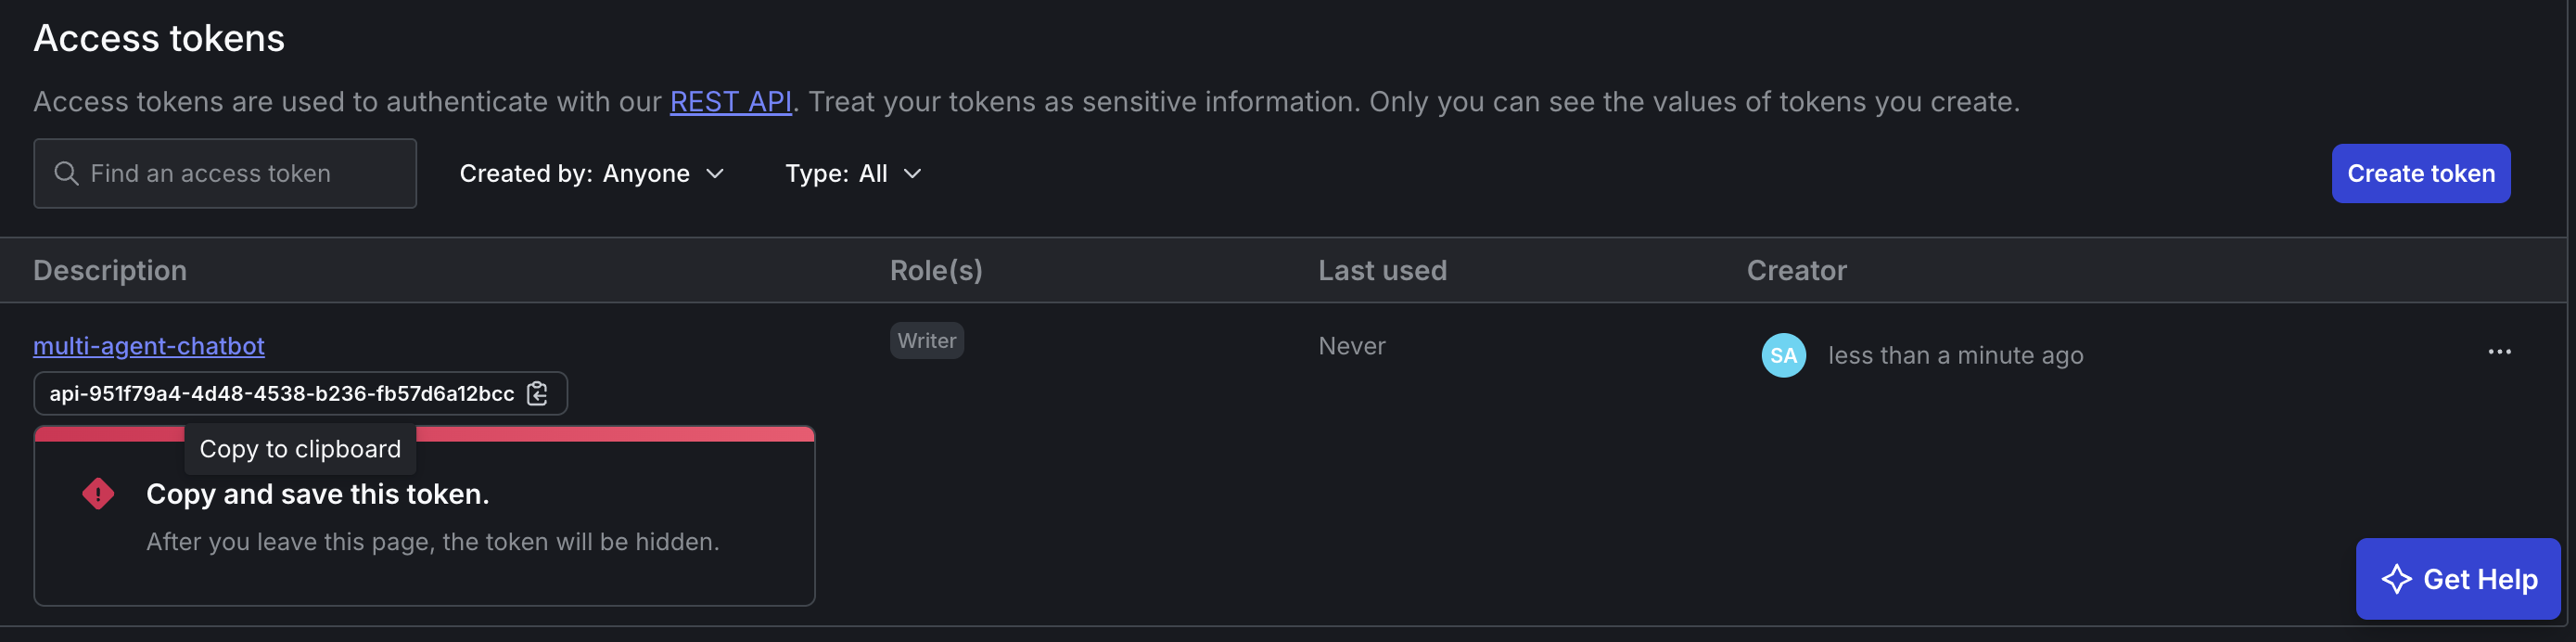 Access tokens
Access tokens are used to authenticate with our REST API. Treat your tokens as sensitive information. Only you can see the values of tokens you create.
Find an access token
Created by: Anyone
Type: All
Create token
Description
Role(s)
Last used
Creator
multi-agent-chatbot
Writer
Never
SA
less than a minute ago
api-951f79a4-4d48-4538-b236-fb57d6a12bcc
Copy to clipboard
Copy and save this token.
After you leave this page, the token will be hidden.
Get Help